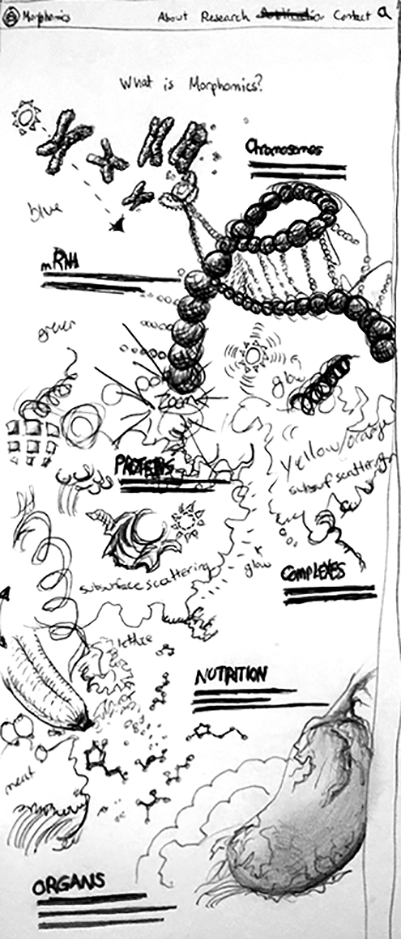 Morphomics About Research Contact
What is Morphomics?
Chromosomes
blue
mRNA
green
glow
yellow/orange
subsurf scattering
PROTEINS
subsurface scattering
glow
COMPLEXES
lettuce
NUTRITION
meat
ORGANS